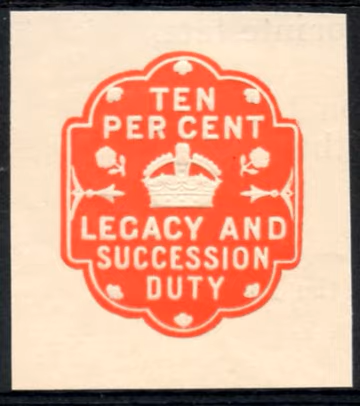 TEN
PER CENT
LEGACY AND
SUCCESSION
DUTY